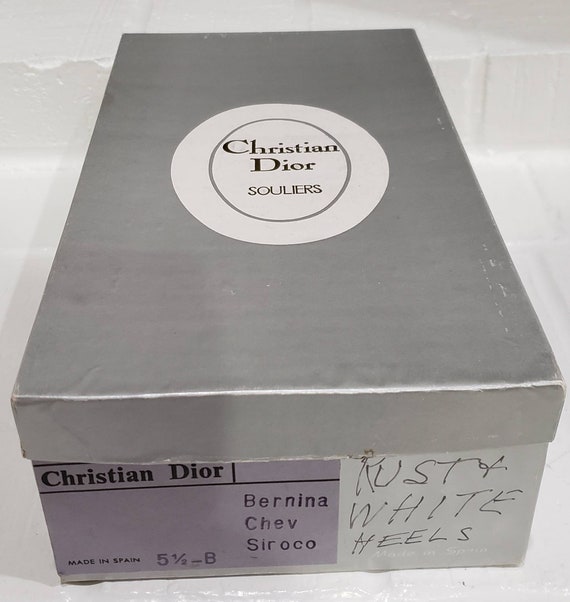 Christian
Dior
SOULIERS
Christian Dior
Bernina
Chev
Siroco
MADE IN SPAIN 5½-B
RUST &
WHITE
HEELS
Made in Spain